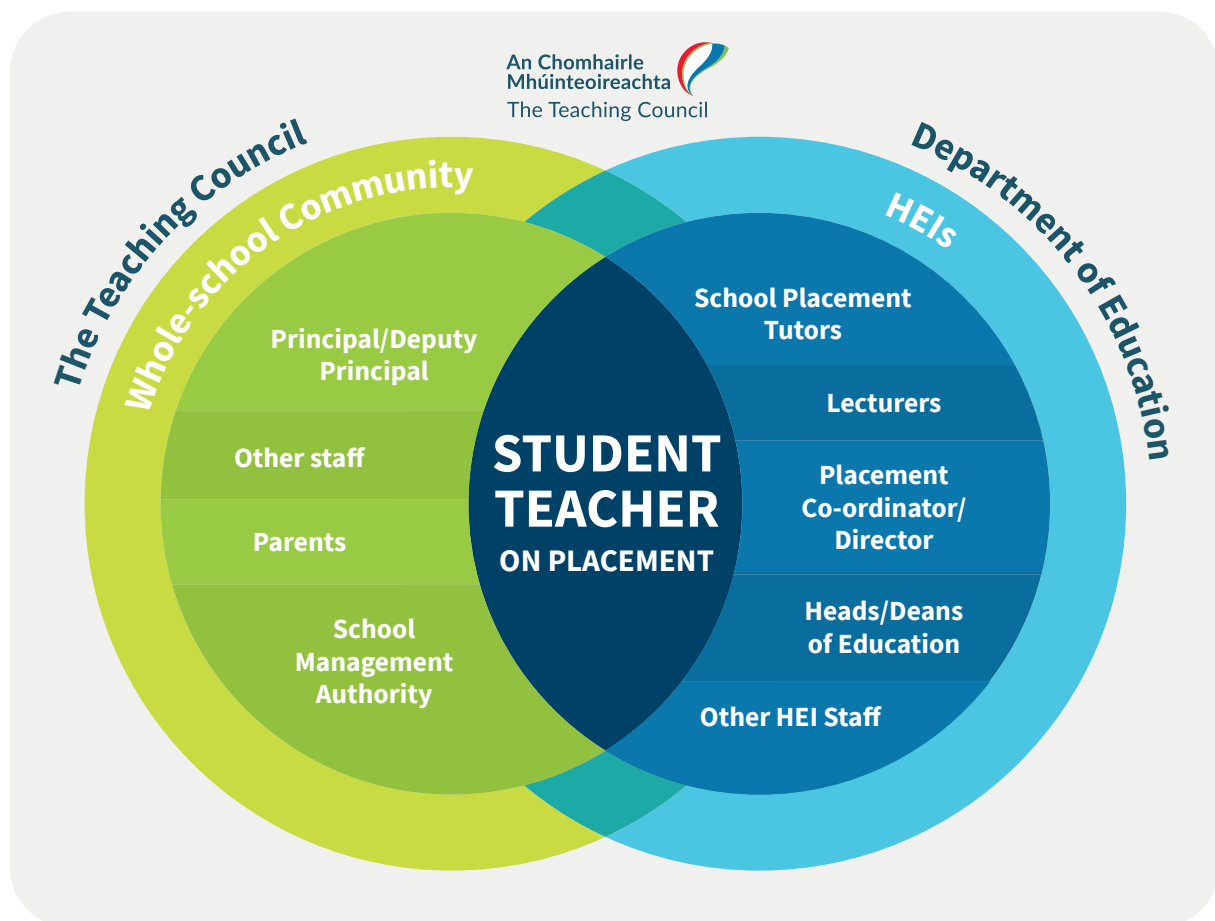 An Chomhairle
Mhúinteoireachta
The Teaching Council
The Teaching Council
Whole-school Community
Department of Education
HEIs
Principal/Deputy
Principal
Other staff
Parents
School
Management
Authority
STUDENT
TEACHER
ON PLACEMENT
School Placement
Tutors
Lecturers
Placement
Co-ordinator/
Director
Heads/Deans
of Education
Other HEI Staff